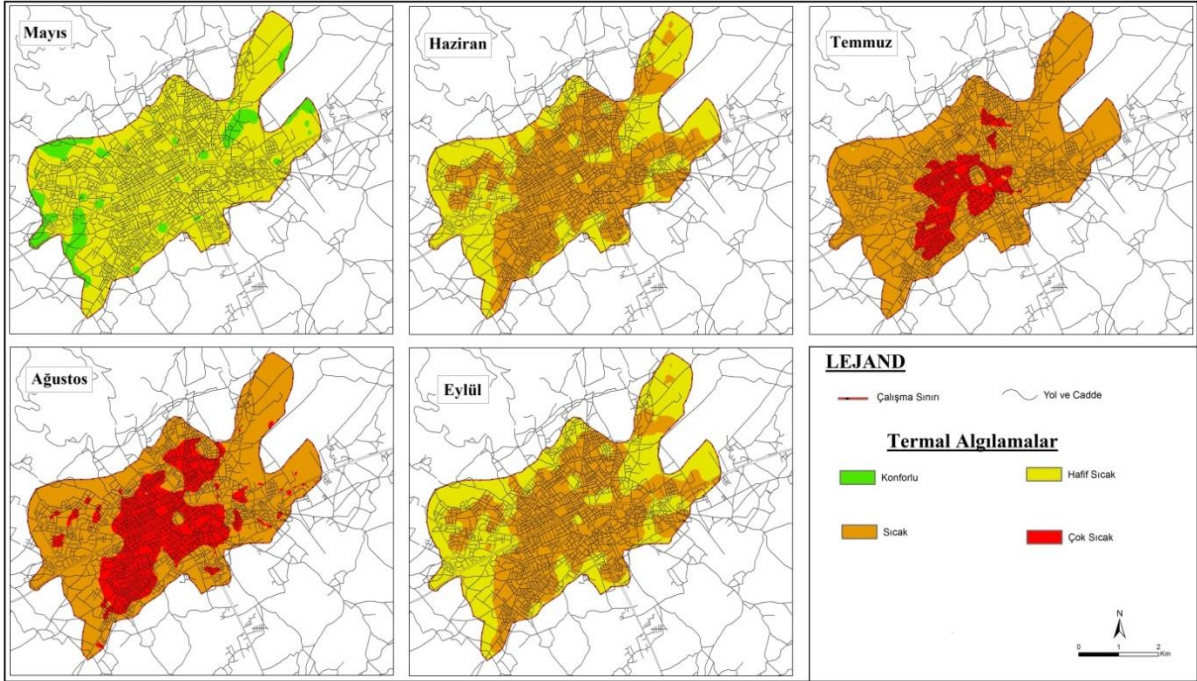 Mayıs
Haziran
Temmuz
Ağustos
Eylül
LEJAND
Çalışma Sınırı
Yol ve Cadde
Termal Algılamalar
Konforlu
Hafif Sıcak
Sıcak
Çok Sıcak
N
0 1 2
Km